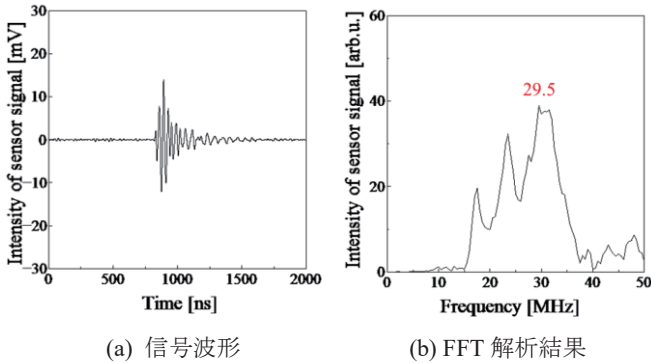 (a)
Intensity of sensor signal [mV]
30
20
10
0
−10
−20
−30
0
500
1000
1500
2000
Time [ns]
(a) 信号波形
(b)
Intensity of sensor signal [arb.u.]
60
40
20
0
29.5
0
10
20
30
40
50
Frequency [MHz]
(b) FFT 解析結果